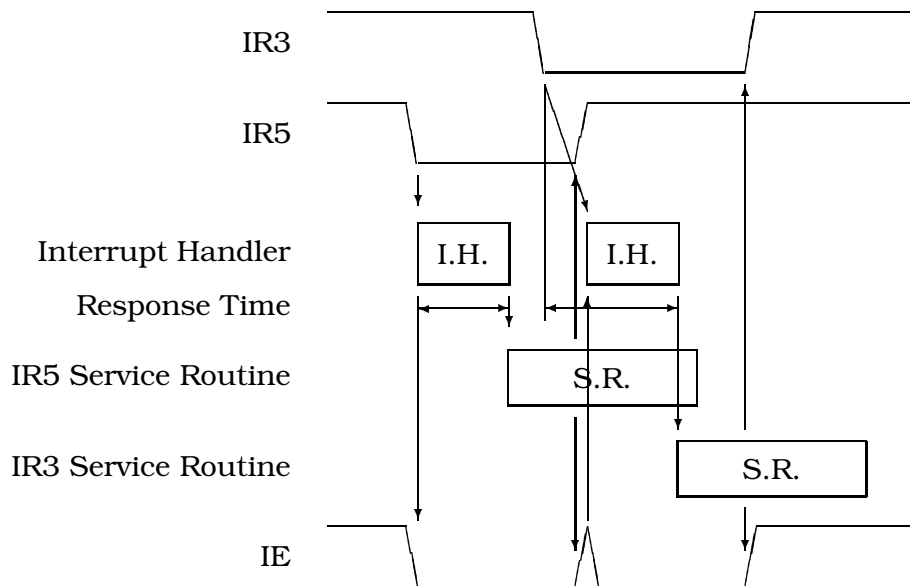 IR3
IR5
Interrupt Handler I.H. I.H.
Response Time
IR5 Service Routine S.R.
IR3 Service Routine S.R.
IE